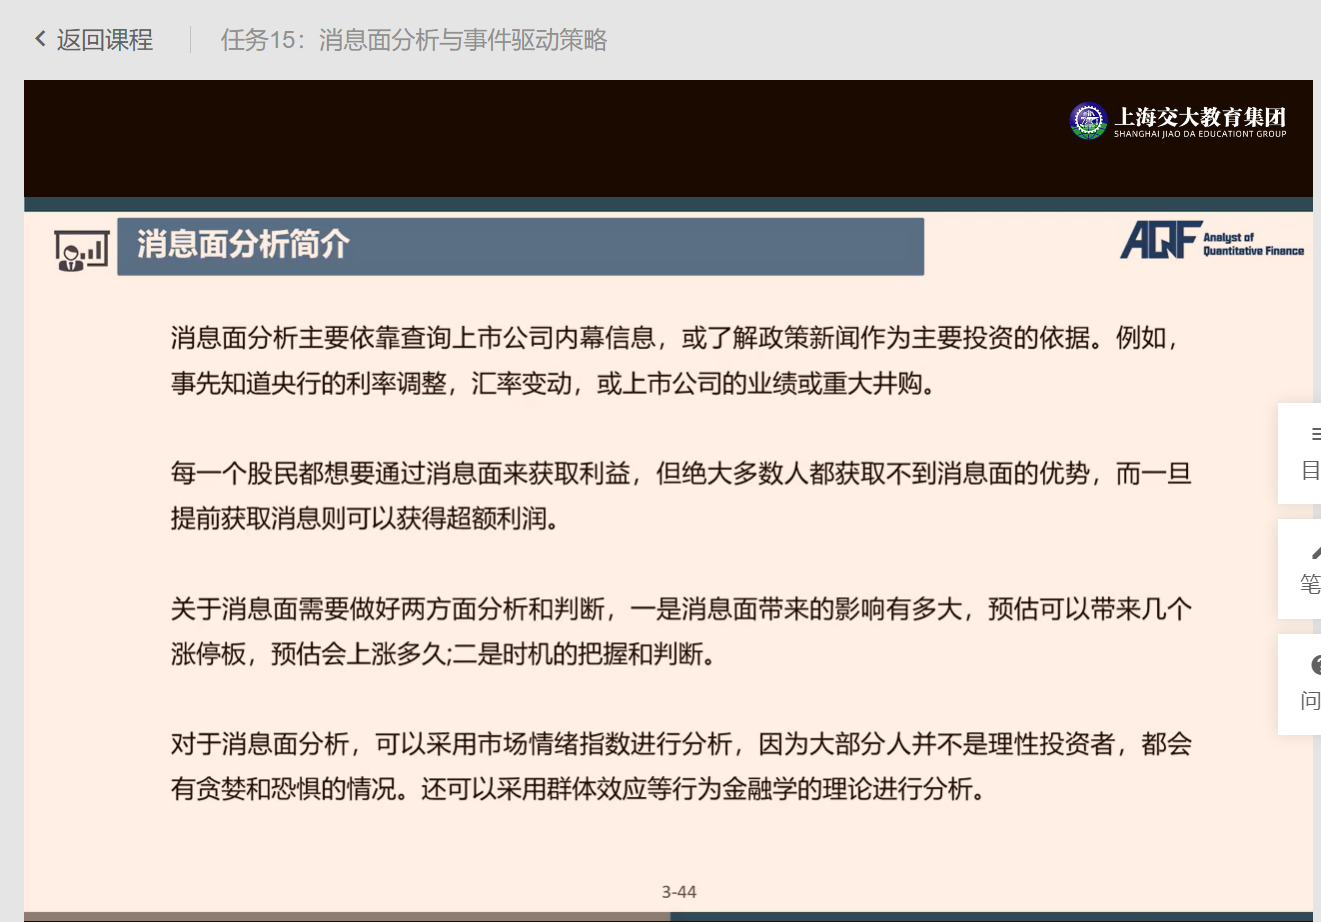 返回课程
任务15：消息面分析与事件驱动策略
上海交大教育集团
SHANGHAI JIAO DA EDUCATIONT GROUP
消息面分析简介
AQF Analyst of
Quantitative Finance
消息面分析主要依靠查询上市公司内幕信息，或了解政策新闻作为主要投资的依据。例如，
事先知道央行的利率调整，汇率变动，或上市公司的业绩或重大并购。
每一个股民都想要通过消息面来获取利益，但绝大多数人都获取不到消息面的优势，而一旦
提前获取消息则可以获得超额利润。
关于消息面需要做好两方面分析和判断，一是消息面带来的影响有多大，预估可以带来几个
涨停板，预估会上涨多久;二是时机的把握和判断。
对于消息面分析，可以采用市场情绪指数进行分析，因为大部分人并不是理性投资者，都会
有贪婪和恐惧的情况。还可以采用群体效应等行为金融学的理论进行分析。
目
笔
问
3-44